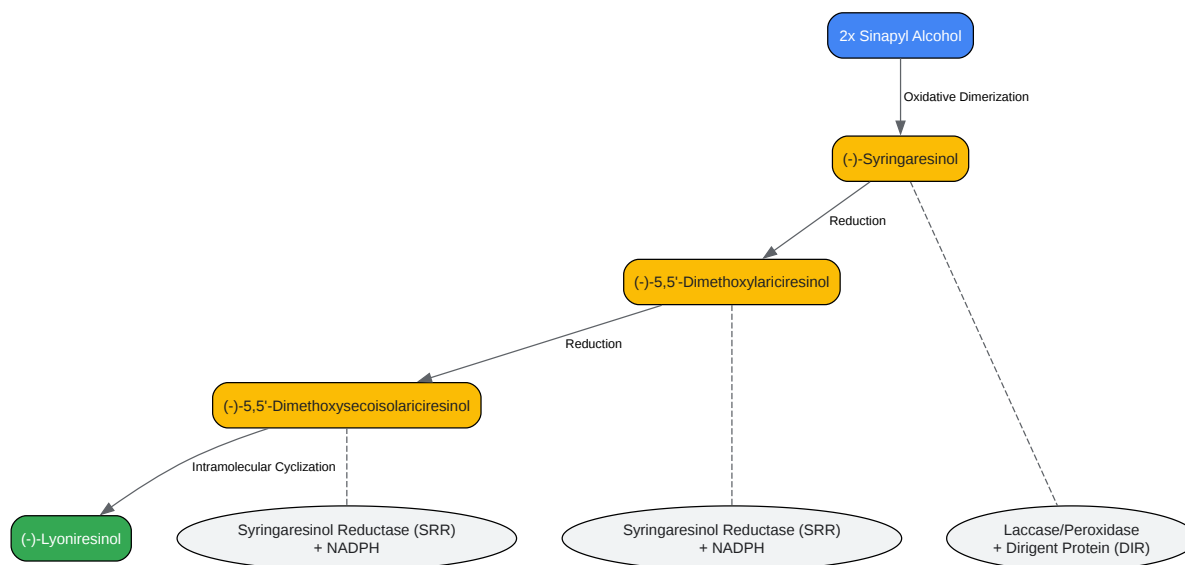 2x Sinapyl Alcohol
Oxidative Dimerization
(-)-Syringaresinol
Reduction
(-)-5,5'-Dimethoxylariciresinol
Reduction
(-)-5,5'-Dimethoxysecoisolariciresinol
Intramolecular Cyclization
(-)-Lyoniresinol
Syringaresinol Reductase (SRR)
+ NADPH
Syringaresinol Reductase (SRR)
+ NADPH
Laccase/Peroxidase
+ Dirigent Protein (DIR)